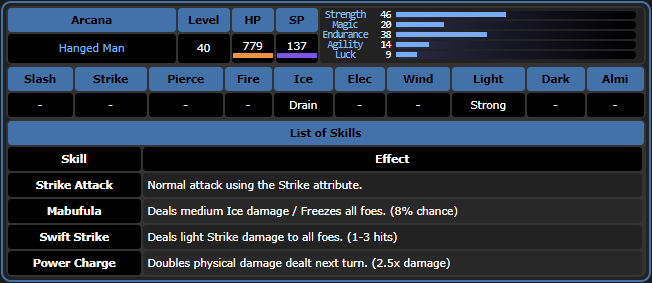 Arcana Level HP SP
Hanged Man 40 779 137
Strength 46
Magic 20
Endurance 38
Agility 14
Luck 9
Slash Strike Pierce Fire Ice Elec Wind Light Dark Almi
- - - - Drain - - Strong - -
List of Skills
Skill Effect
Strike Attack Normal attack using the Strike attribute.
Mabufula Deals medium Ice damage / Freezes all foes. (8% chance)
Swift Strike Deals light Strike damage to all foes. (1-3 hits)
Power Charge Doubles physical damage dealt next turn. (2.5x damage)